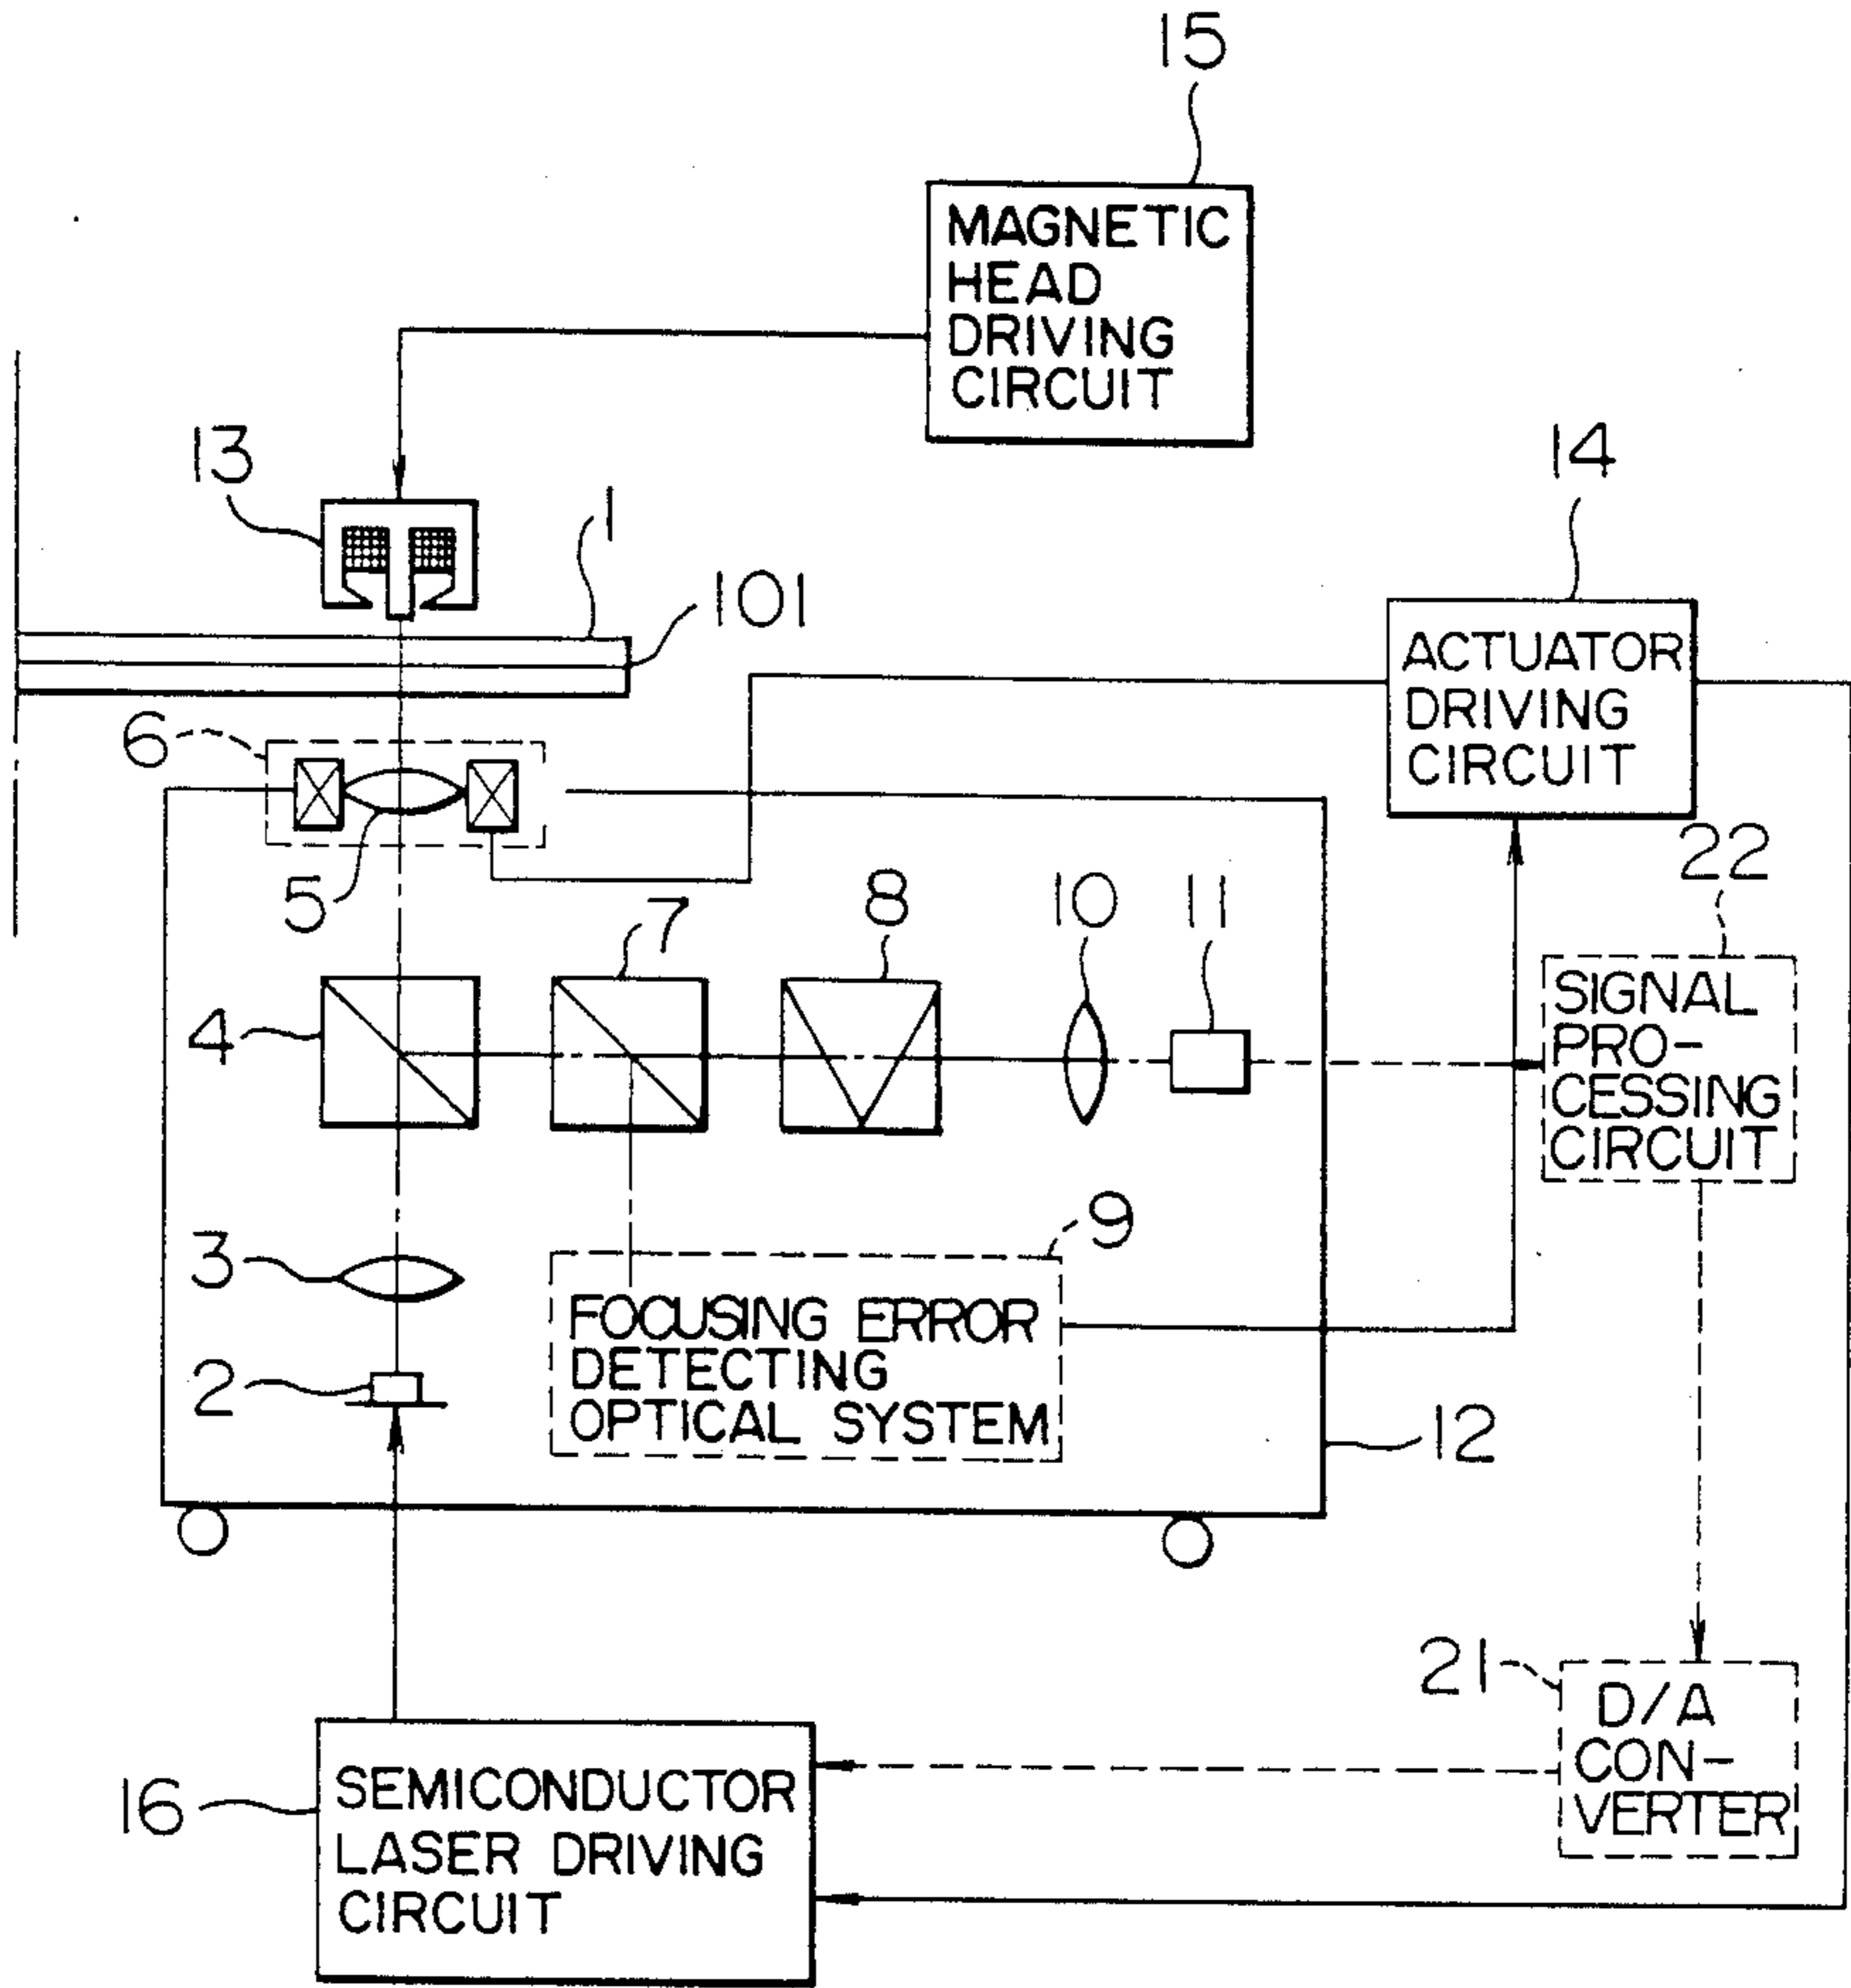 15
MAGNETIC
HEAD
DRIVING
CIRCUIT
13
1
101
14
ACTUATOR
DRIVING
CIRCUIT
6
5
22
7
8
10
11
4
SIGNAL
PRO-
CESSING
CIRCUIT
3
9
FOCUSING ERROR
DETECTING
OPTICAL SYSTEM
2
12
21
D/A
CON-
VERTER
16
SEMICONDUCTOR
LASER DRIVING
CIRCUIT